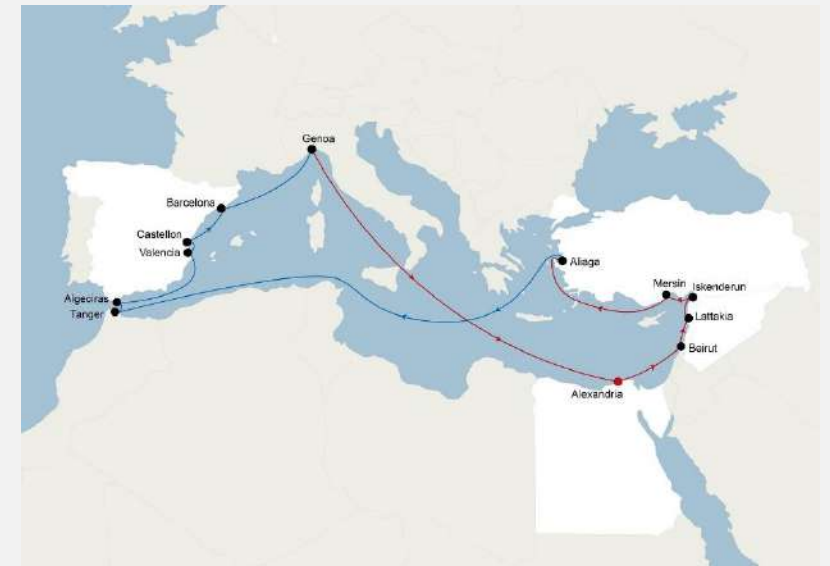 Genoa
Barcelona
Castellon
Valencia
Aliaga
Mersin
Iskenderun
Algeciras
Tanger
Lattakia
Beirut
Alexandria